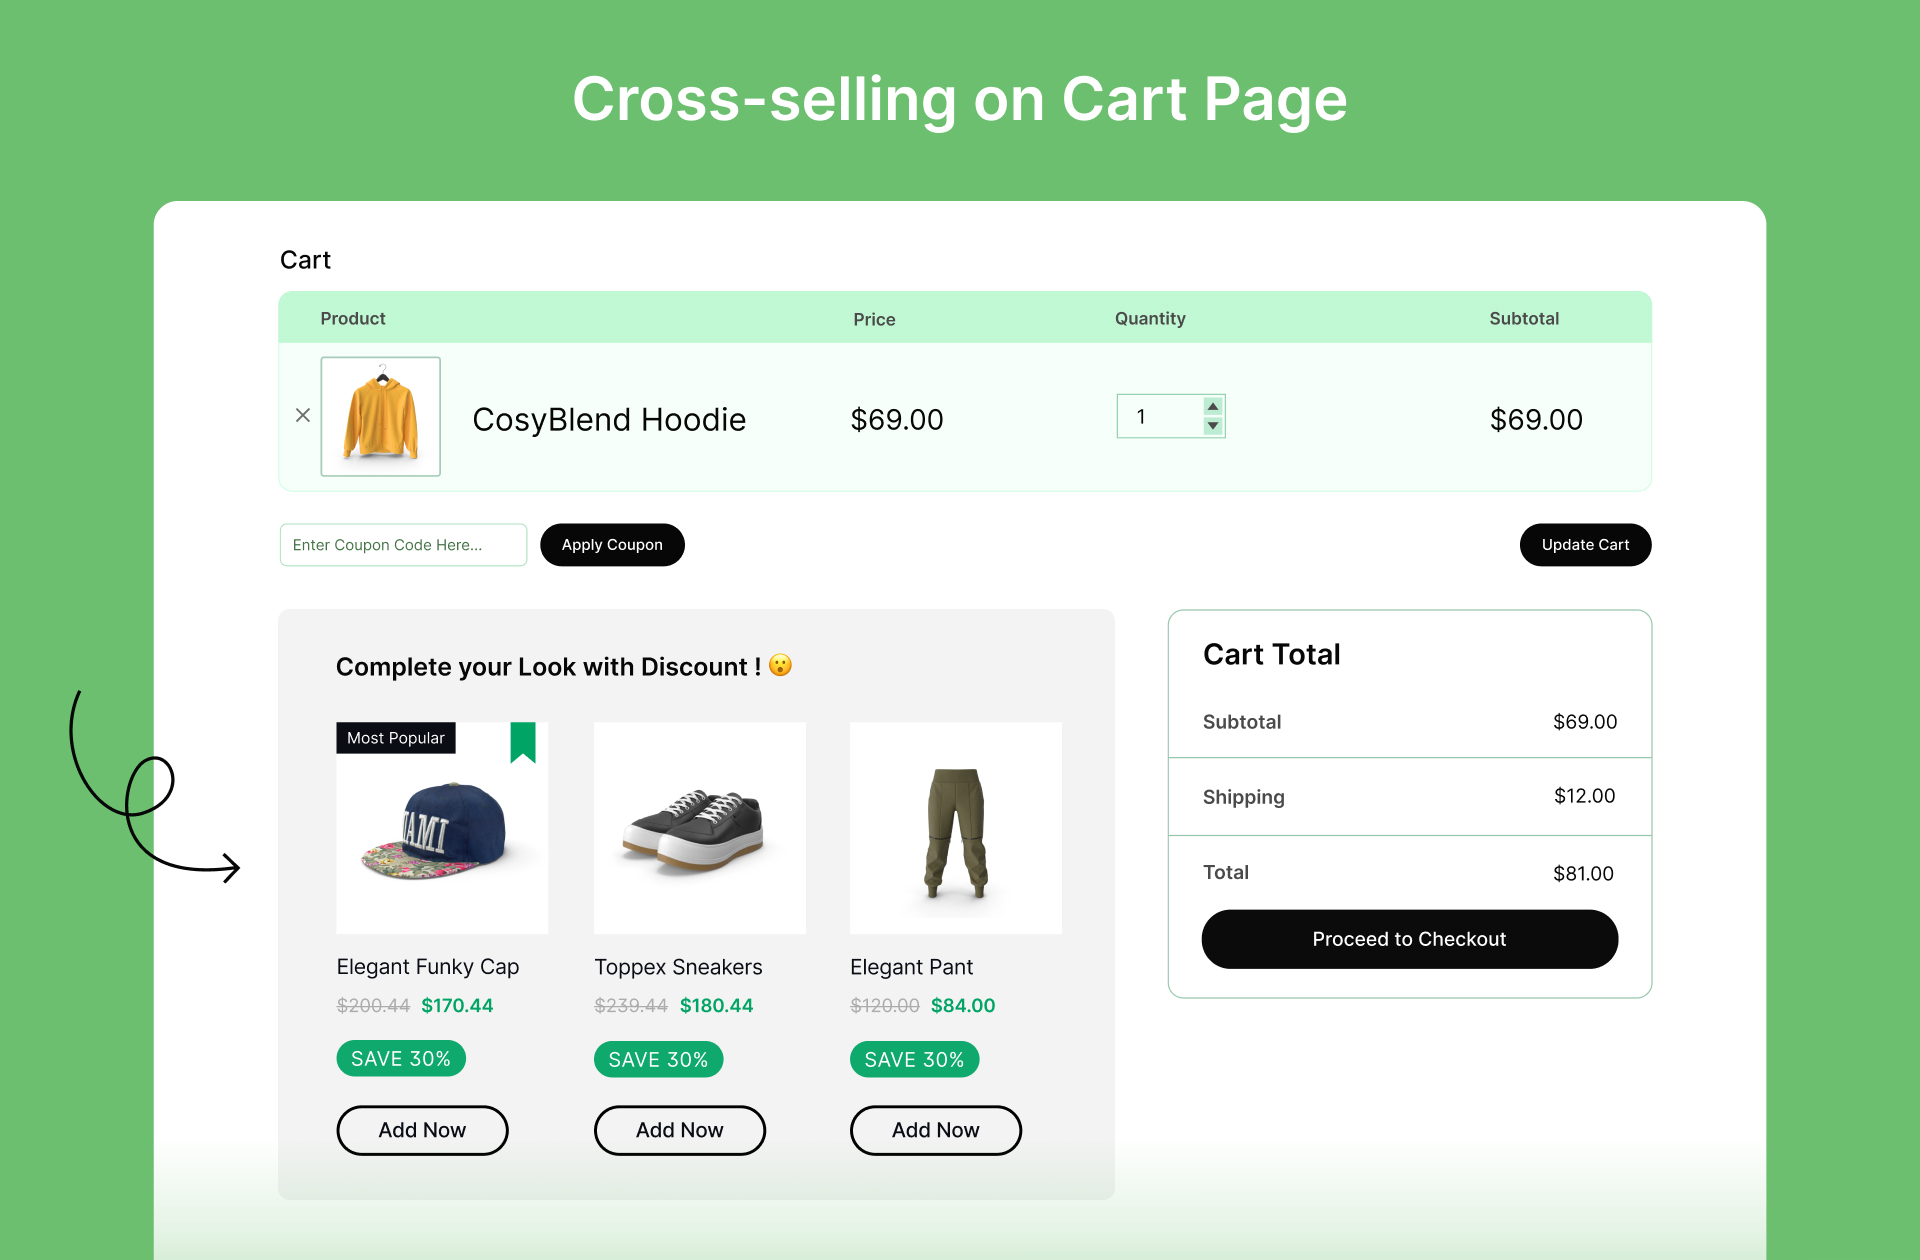 Cross-selling on Cart Page
Cart
Product Price Quantity Subtotal
CosyBlend Hoodie $69.00 1 $69.00
Enter Coupon Code Here... Apply Coupon Update Cart
Complete your Look with Discount ! 😮
Most Popular
AMI
Elegant Funky Cap
$200.44 $170.44
SAVE 30%
Add Now
Toppex Sneakers
$239.44 $180.44
SAVE 30%
Add Now
Elegant Pant
$120.00 $84.00
SAVE 30%
Add Now
Cart Total
Subtotal $69.00
Shipping $12.00
Total $81.00
Proceed to Checkout